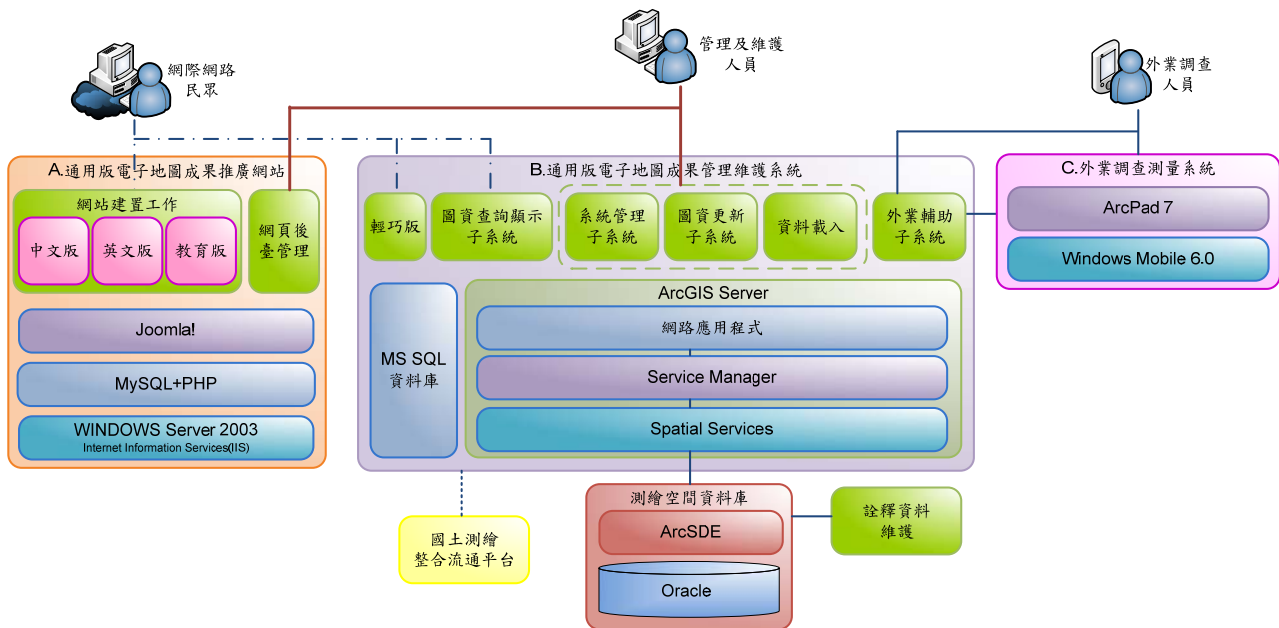 網際網路
民眾
管理及維護
人員
外業調查
人員
A.通用版電子地圖成果推廣網站
網站建置工作
中文版
英文版
教育版
網頁後
臺管理
Joomla!
MySQL+PHP
WINDOWS Server 2003
Internet Information Services(IIS)
B.通用版電子地圖成果管理維護系統
輕巧版
圖資查詢顯示
子系統
系統管理
子系統
圖資更新
子系統
資料載入
外業輔助
子系統
MS SQL
資料庫
ArcGIS Server
網路應用程式
Service Manager
Spatial Services
C.外業調查測量系統
ArcPad 7
Windows Mobile 6.0
國土測繪
整合流通平台
測繪空間資料庫
ArcSDE
Oracle
詮釋資料
維護